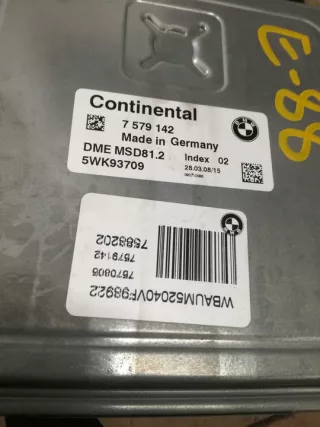 E-88
Continental
7 579 142
Made in Germany
DME MSD81.2 Index 02
5WK93709 28.03.08/15
WBAUM52040VF98922
7570806
7579142
7588202